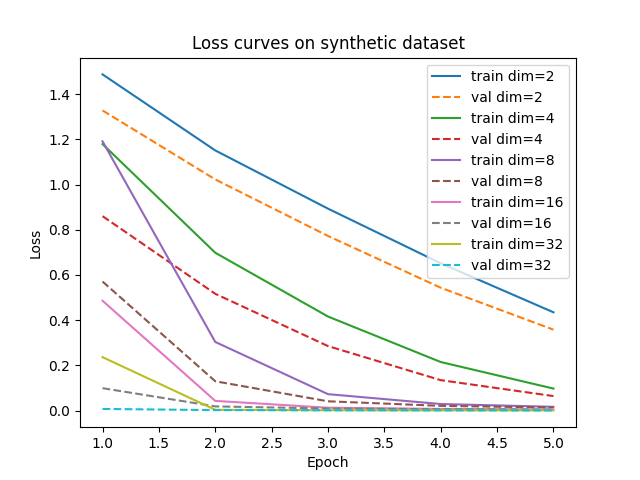 Loss curves on synthetic dataset
Loss
1.4
1.2
1.0
0.8
0.6
0.4
0.2
0.0
train dim=2
val dim=2
train dim=4
val dim=4
train dim=8
val dim=8
train dim=16
val dim=16
train dim=32
val dim=32
1.0 1.5 2.0 2.5 3.0 3.5 4.0 4.5 5.0
Epoch